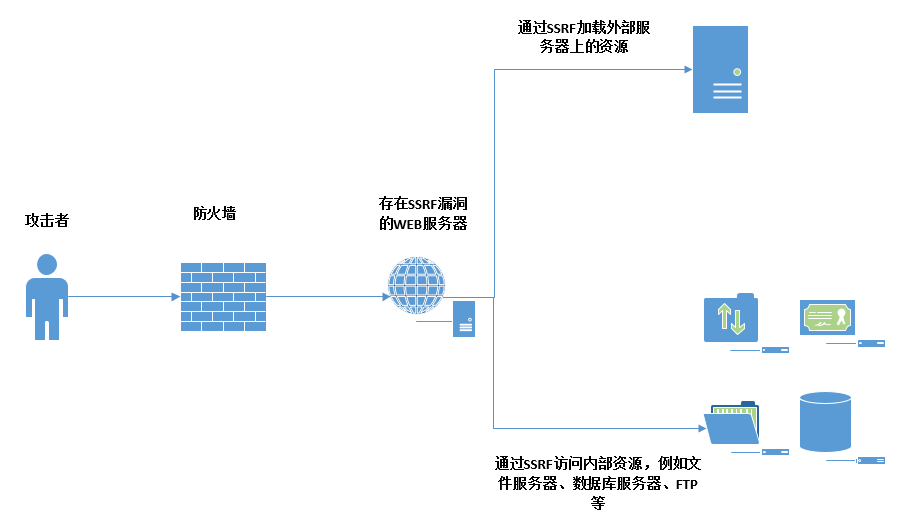 通过SSRF加载外部服
务器上的资源
存在SSRF漏洞
的WEB服务器
防火墙
攻击者
通过SSRF访问内部资源，例如文
件服务器、数据库服务器、FTP
等